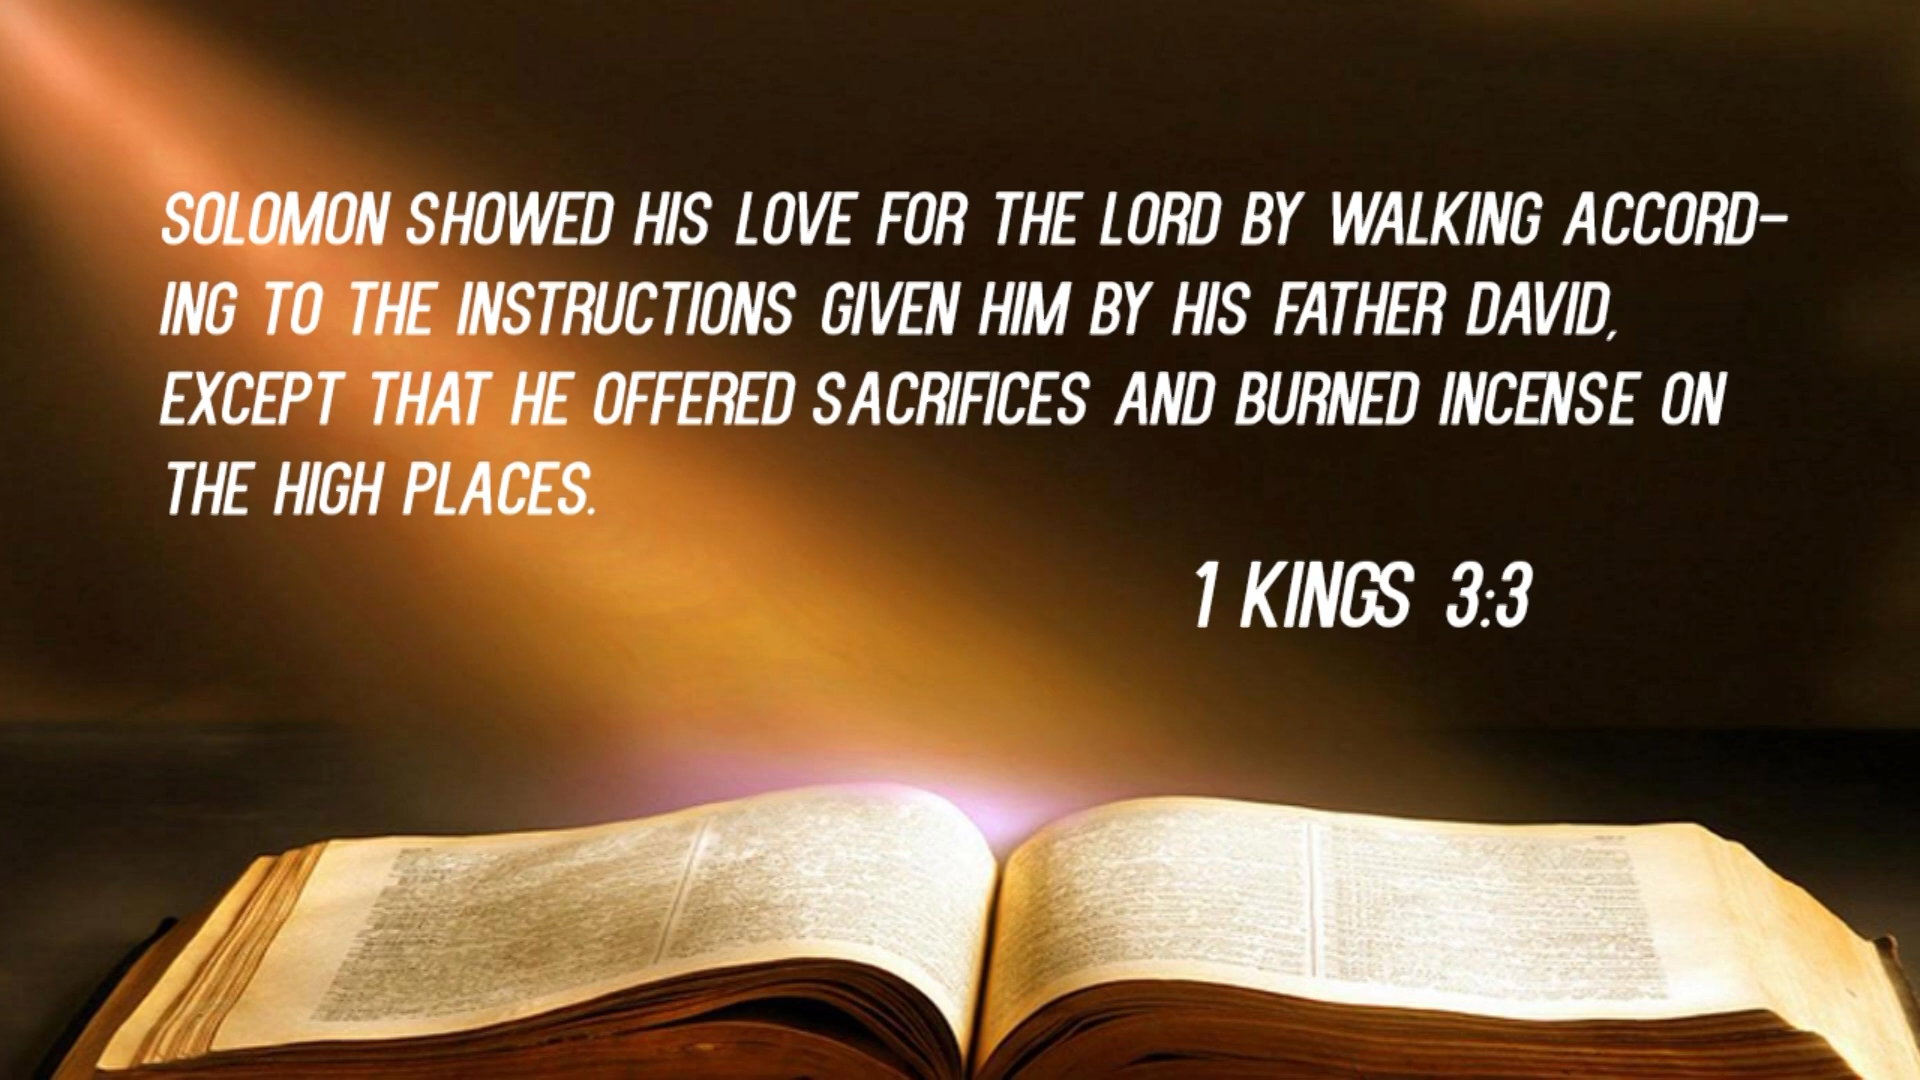 SOLOMON SHOWED HIS LOVE FOR THE LORD BY WALKING ACCORD-
ING TO THE INSTRUCTIONS GIVEN HIM BY HIS FATHER DAVID,
EXCEPT THAT HE OFFERED SACRIFICES AND BURNED INCENSE ON
THE HIGH PLACES.
1 KINGS 3:3